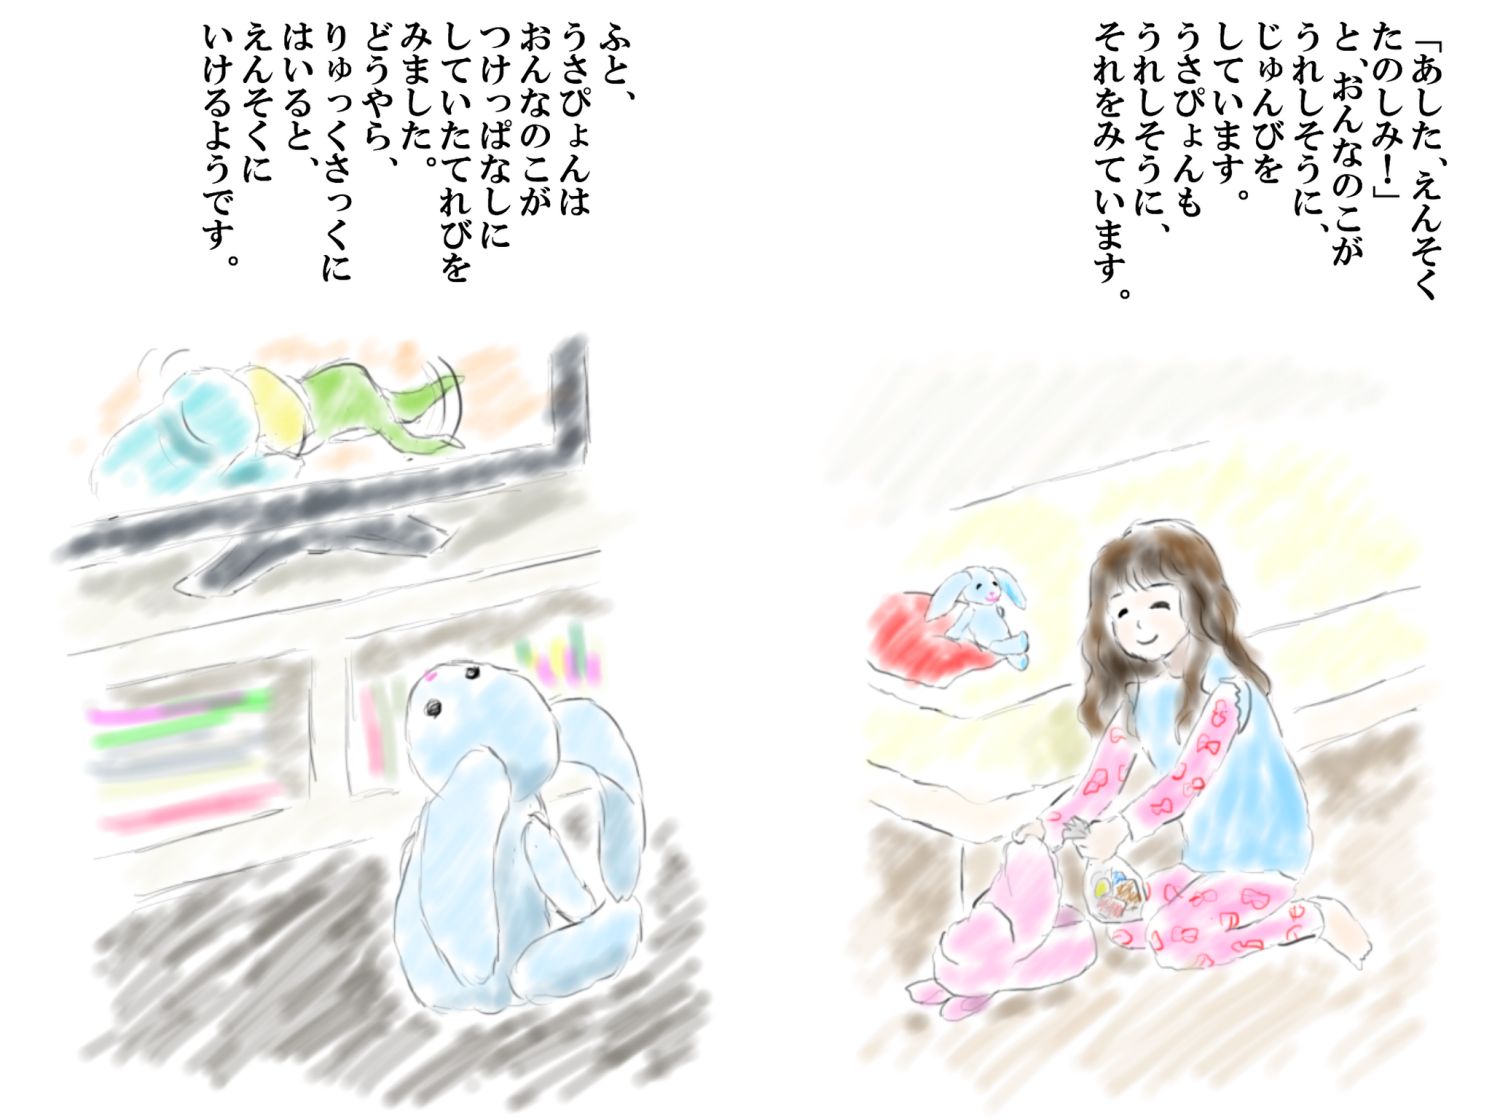 「あした、えんそく
たのしみ！」
と、おんなのこが
うれしそうに、
じゅんびを
しています。
うさぴょんも
うれしそうに、
それをみています。
ふと、
うさぴょんは
おんなのこが
つけっぱなしに
していたてれびを
みました。
どうやら、
りゅっくさっくに
はいると、
えんそくに
いけるようです。